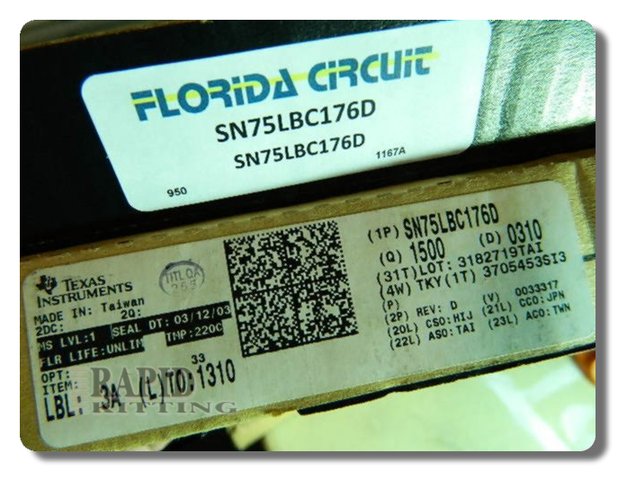 FLORIDA CIRCUIT
SN75LBC176D
SN75LBC176D
950
1167A
TEXAS
INSTRUMENTS
MADE IN: Taiwan
2DC: 2Q:
MS LVL:1 SEAL DT: 03/12/03
FLR LIFE:UNLIM TMP:220C
OPT:
ITEM: 33
LBL: 3A (L)TO:1310
(1P) SN75LBC176D
(Q) 1500 (D) 0310
(31T)LOT: 3182719TAI
(4W) TKY(1T) 3705453SI3
(P)
(2P) REV: D (V) 0033317
(20L) CSO:HIJ (21L) CCO:JPN
(22L) ASO:TAI (23L) ACO:TWN
RAPID
KITTING